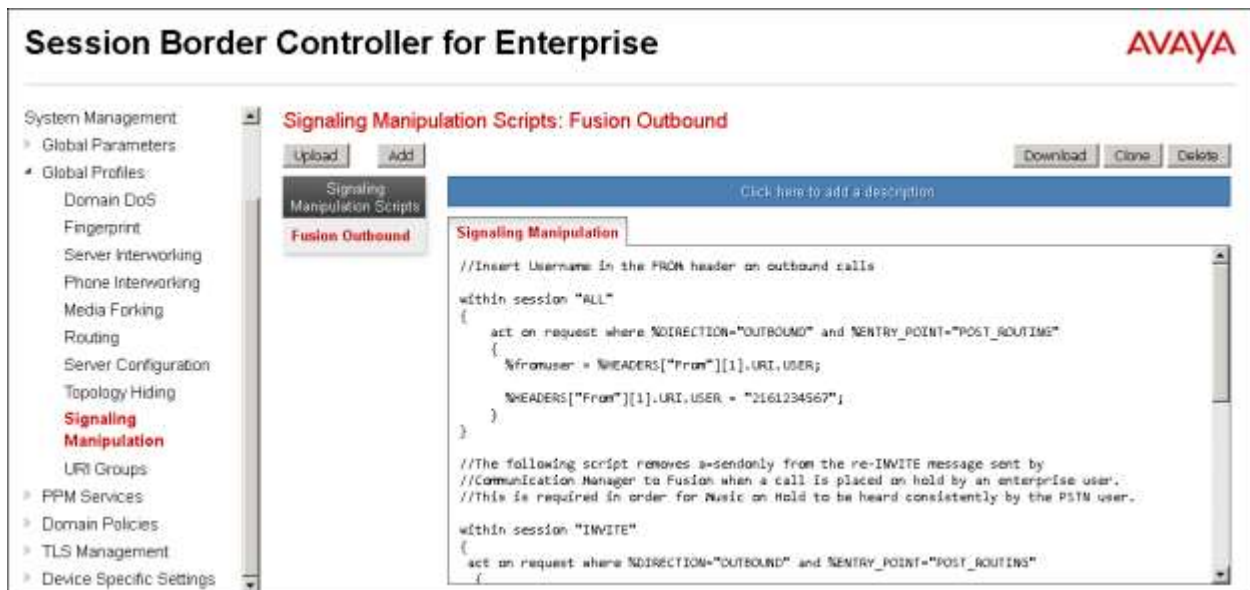 Session Border Controller for Enterprise
AVAYA
System Management
Global Parameters
Global Profiles
Domain DoS
Fingerprint
Server Interworking
Phone Interworking
Media Forking
Routing
Server Configuration
Topology Hiding
Signaling
Manipulation
URI Groups
PPM Services
Domain Policies
TLS Management
Device Specific Settings
Signaling Manipulation Scripts: Fusion Outbound
Upload Add
Download Clone Delete
Signaling
Manipulation Scripts
Fusion Outbound
Click here to add a description
Signaling Manipulation
//Insert Username in the FROM header on outbound calls
within session "ALL"
{
act on request where %DIRECTION="OUTBOUND" and %ENTRY_POINT="POST_ROUTING"
{
%fromuser = %HEADERS["From"][1].URI.USER;
%HEADERS["From"][1].URI.USER = "2161234567";
}
}
//The following script removes a=sendonly from the re-INVITE message sent by
//Communication Manager to Fusion when a call is placed on hold by an enterprise user.
//This is required in order for Music on Hold to be heard consistently by the PSTN user.
within session "INVITE"
{
act on request where %DIRECTION="OUTBOUND" and %ENTRY_POINT="POST_ROUTING"
{